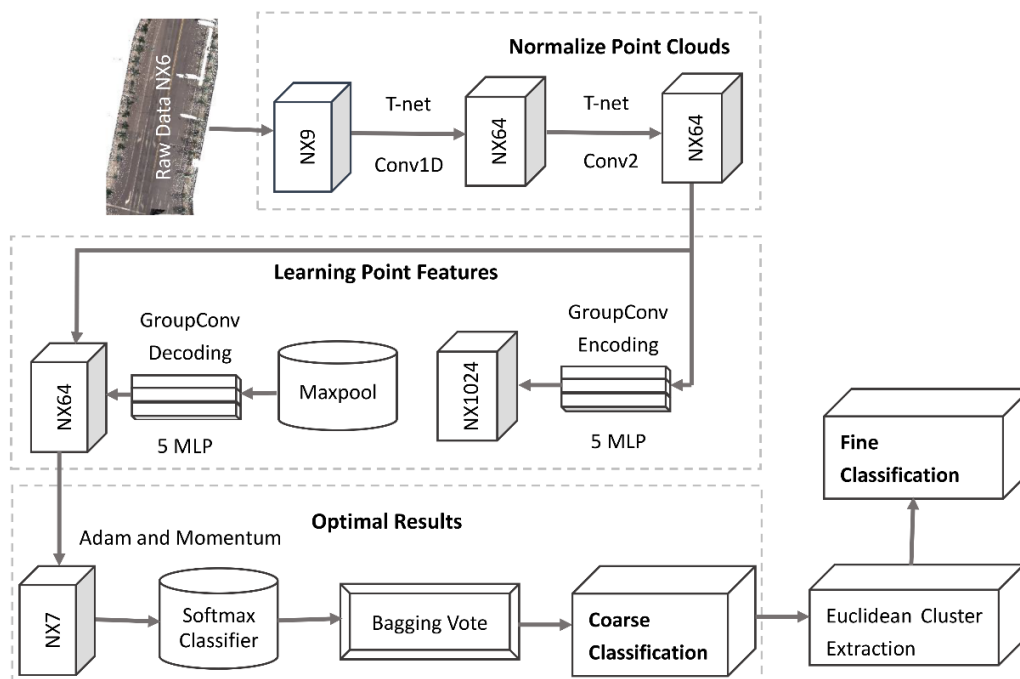 Raw Data NX6
Normalize Point Clouds
NX9
T-net
Conv1D
NX64
T-net
Conv2
NX64
Learning Point Features
NX64
GroupConv
Decoding
5 MLP
Maxpool
NX1024
GroupConv
Encoding
5 MLP
Optimal Results
Adam and Momentum
NX7
Softmax
Classifier
Bagging Vote
Coarse
Classification
Euclidean Cluster
Extraction
Fine
Classification